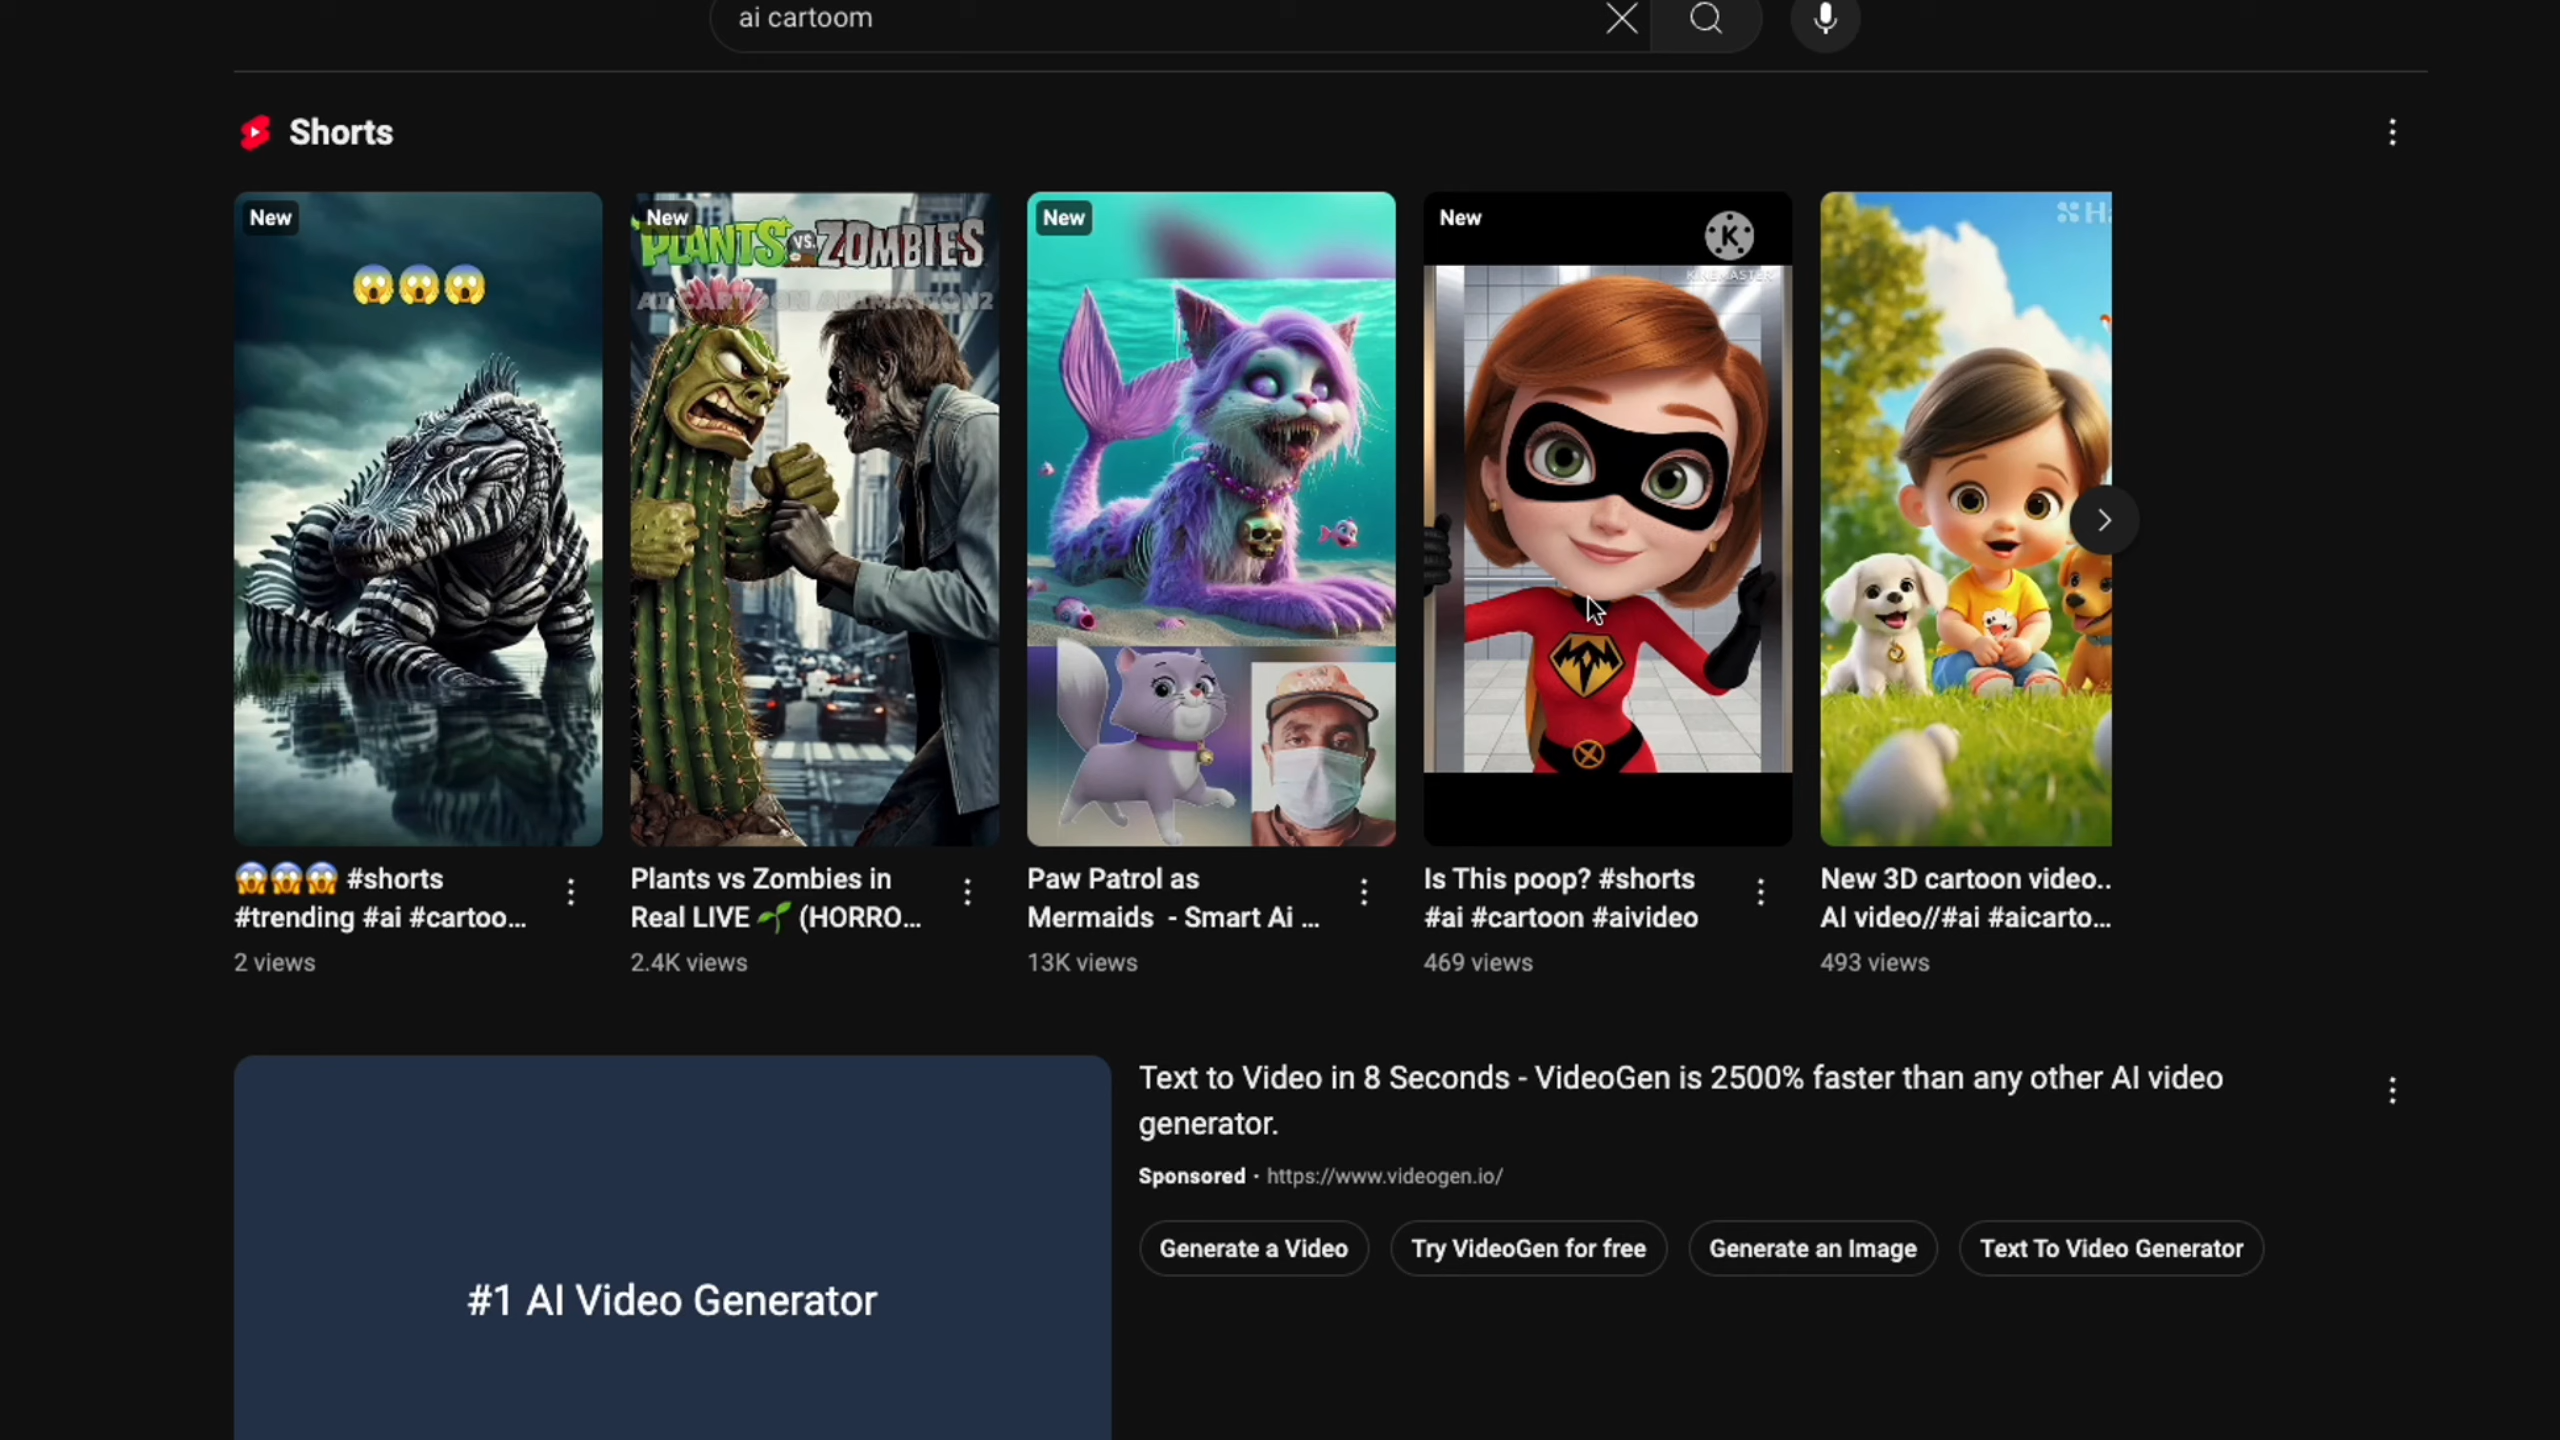 ai cartoom
Shorts
New
New
PLANTS VS. ZOMBIES
AI CARTOON ANIMATION2
New
New
K
KINEMASTER
😱😱😱 #shorts
#trending #ai #cartoo...
2 views
Plants vs Zombies in
Real LIVE 🌱 (HORRO...
2.4K views
Paw Patrol as
Mermaids - Smart Ai ...
13K views
Is This poop? #shorts
#ai #cartoon #aivideo
469 views
New 3D cartoon video..
AI video//#ai #aicarto...
493 views
#1 AI Video Generator
Text to Video in 8 Seconds - VideoGen is 2500% faster than any other AI video
generator.
Sponsored · https://www.videogen.io/
Generate a Video
Try VideoGen for free
Generate an Image
Text To Video Generator